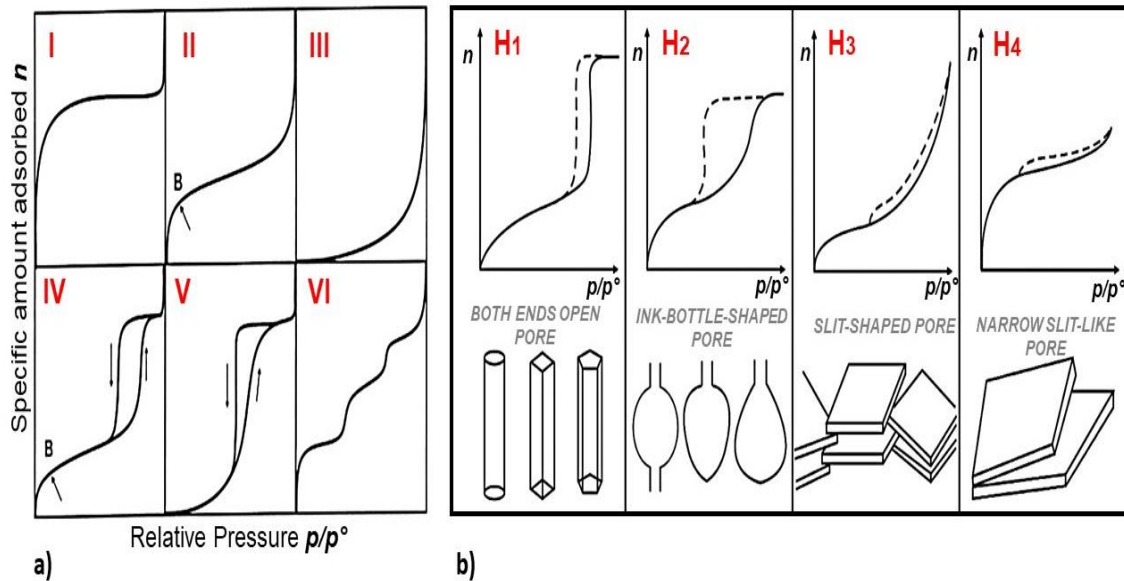 Specific amount adsorbed n
I
II
III
B
IV
V
VI
B
Relative Pressure p/p°
a)
H1
H2
H3
H4
n
n
n
n
p/p°
p/p°
p/p°
p/p°
BOTH ENDS OPEN
PORE
INK-BOTTLE-SHAPED
PORE
SLIT-SHAPED PORE
NARROW SLIT-LIKE
PORE
b)